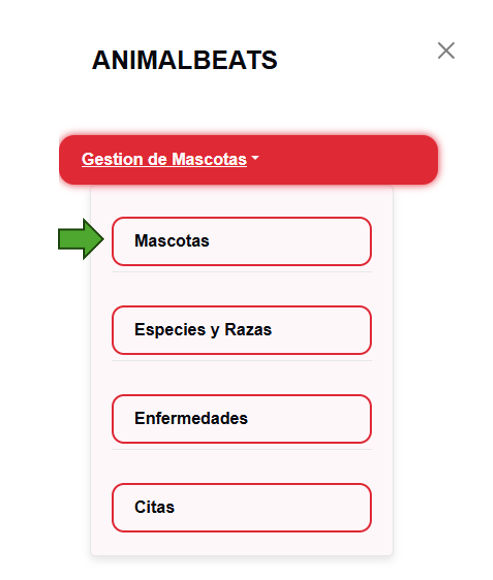 ANIMALBEATS
Gestion de Mascotas
Mascotas
Especies y Razas
Enfermedades
Citas